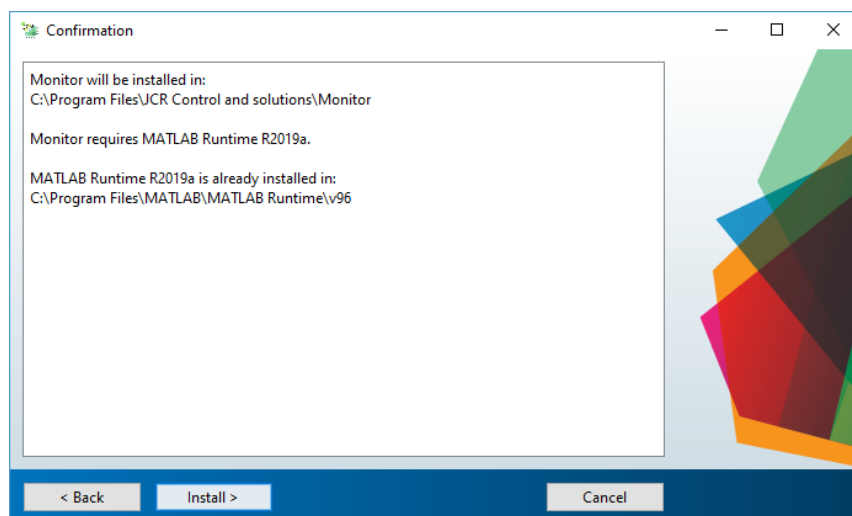 Confirmation
Monitor will be installed in:
C:\Program Files\JCR Control and solutions\Monitor
Monitor requires MATLAB Runtime R2019a.
MATLAB Runtime R2019a is already installed in:
C:\Program Files\MATLAB\MATLAB Runtime\v96
< Back
Install >
Cancel